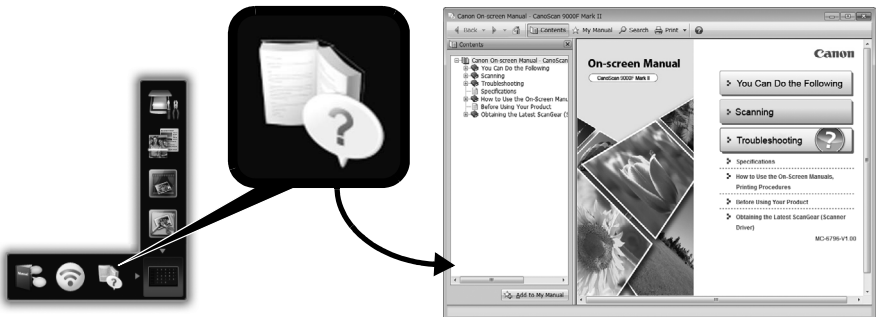 Canon On-screen Manual - CanoScan 9000F Mark II
Back
Contents
My Manual
Search
Print
Contents
Canon On-screen Manual - CanoScan
You Can Do the Following
Scanning
Troubleshooting
Specifications
How to Use the On-Screen Manu
Before Using Your Product
Obtaining the Latest ScanGear (S
Add to My Manual
On-screen Manual
CanoScan 9000F Mark II
Canon
You Can Do the Following
Scanning
Troubleshooting
Specifications
How to Use the On-Screen Manuals,
Printing Procedures
Before Using Your Product
Obtaining the Latest ScanGear (Scanner
Driver)
MC-6796-V1.00